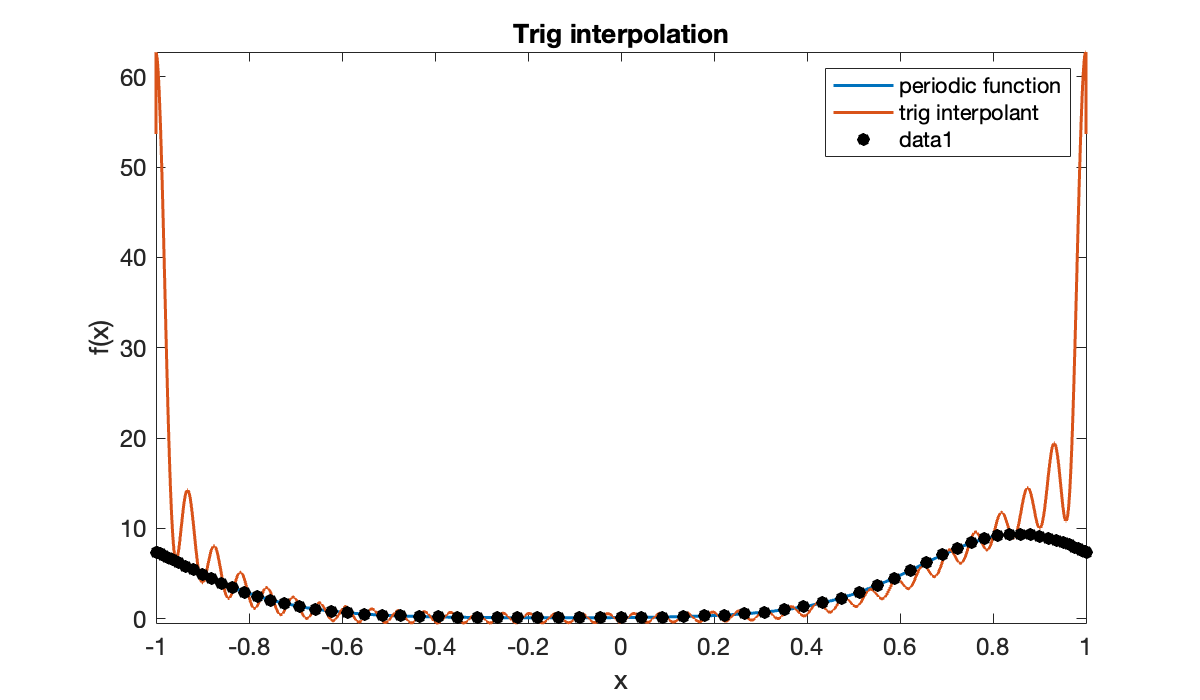 Trig interpolation
periodic function
trig interpolant
data1
60
50
40
30
20
10
0
f(x)
-1 -0.8 -0.6 -0.4 -0.2 0 0.2 0.4 0.6 0.8 1
x